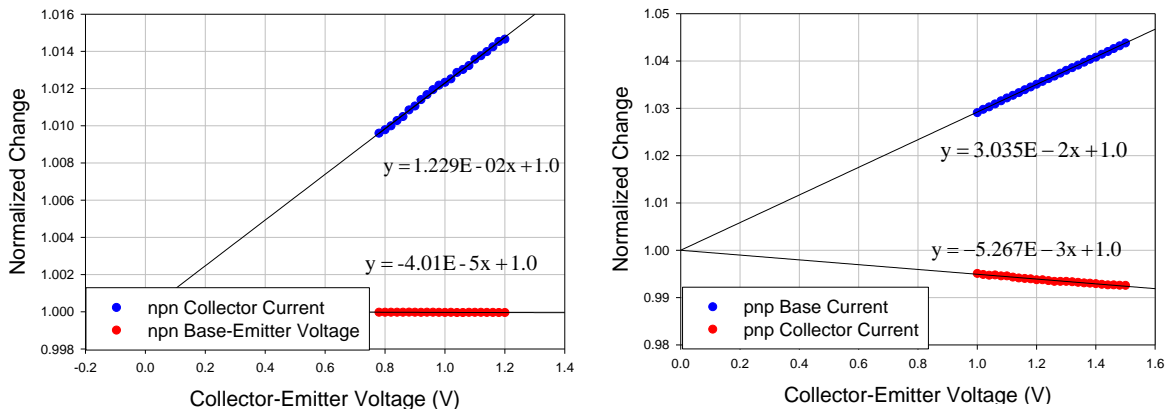 Normalized Change
1.016
1.014
1.012
1.010
1.008
1.006
1.004
1.002
1.000
0.998
y = 1.229E - 02x + 1.0
y = -4.01E - 5x + 1.0
npn Collector Current
npn Base-Emitter Voltage
-0.2 0.0 0.2 0.4 0.6 0.8 1.0 1.2 1.4
Collector-Emitter Voltage (V)
Normalized Change
1.05
1.04
1.03
1.02
1.01
1.00
0.99
0.98
y = 3.035E − 2x + 1.0
y = −5.267E − 3x + 1.0
pnp Base Current
pnp Collector Current
0.0 0.2 0.4 0.6 0.8 1.0 1.2 1.4 1.6
Collector-Emitter Voltage (V)